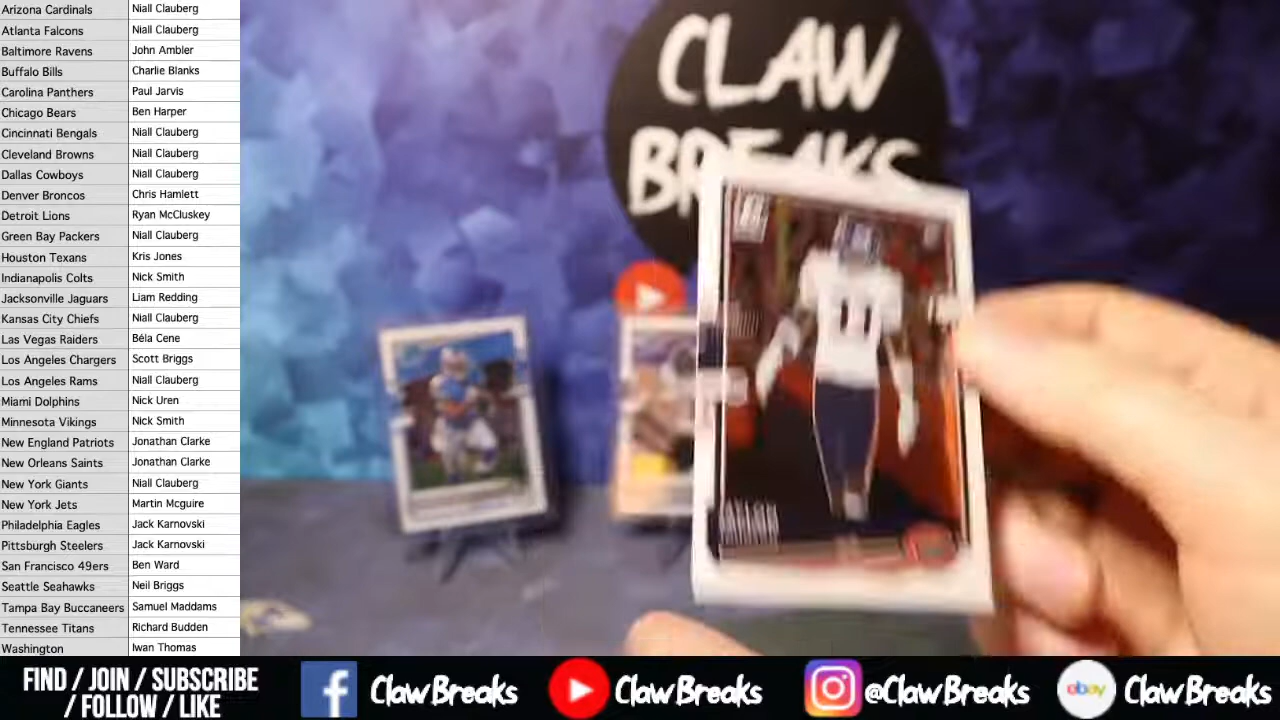 Arizona Cardinals Niall Clauberg
Atlanta Falcons Niall Clauberg
Baltimore Ravens John Ambler
Buffalo Bills Charlie Blanks
Carolina Panthers Paul Jarvis
Chicago Bears Ben Harper
Cincinnati Bengals Niall Clauberg
Cleveland Browns Niall Clauberg
Dallas Cowboys Niall Clauberg
Denver Broncos Chris Hamlett
Detroit Lions Ryan McCluskey
Green Bay Packers Niall Clauberg
Houston Texans Kris Jones
Indianapolis Colts Nick Smith
Jacksonville Jaguars Liam Redding
Kansas City Chiefs Niall Clauberg
Las Vegas Raiders Béla Cene
Los Angeles Chargers Scott Briggs
Los Angeles Rams Niall Clauberg
Miami Dolphins Nick Uren
Minnesota Vikings Nick Smith
New England Patriots Jonathan Clarke
New Orleans Saints Jonathan Clarke
New York Giants Niall Clauberg
New York Jets Martin Mcguire
Philadelphia Eagles Jack Karnovski
Pittsburgh Steelers Jack Karnovski
San Francisco 49ers Ben Ward
Seattle Seahawks Neil Briggs
Tampa Bay Buccaneers Samuel Maddams
Tennessee Titans Richard Budden
Washington Iwan Thomas
CLAW
BREAKS
FIND / JOIN / SUBSCRIBE
/ FOLLOW / LIKE
f ClawBreaks
ClawBreaks
@ClawBreaks
ebay ClawBreaks